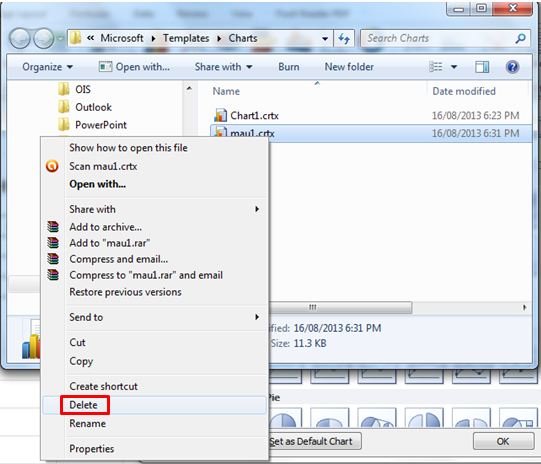 « Microsoft ▸ Templates ▸ Charts
Search Charts
Organize ▾ Open with... Share with ▾ Burn New folder
Name Date modified
OIS
Outlook
PowerPoint
Chart1.crtx 16/08/2013 6:23 PM
mau1.crtx 16/08/2013 6:31 PM
Show how to open this file
Scan mau1.crtx
Open with...
Share with
Add to archive...
Add to "mau1.rar"
Compress and email...
Compress to "mau1.rar" and email
Restore previous versions
Send to
Cut
Copy
Create shortcut
Delete
Rename
Properties
ified: 16/08/2013 6:31 PM
Size: 11.3 KB
Pie
Set as Default Chart
OK